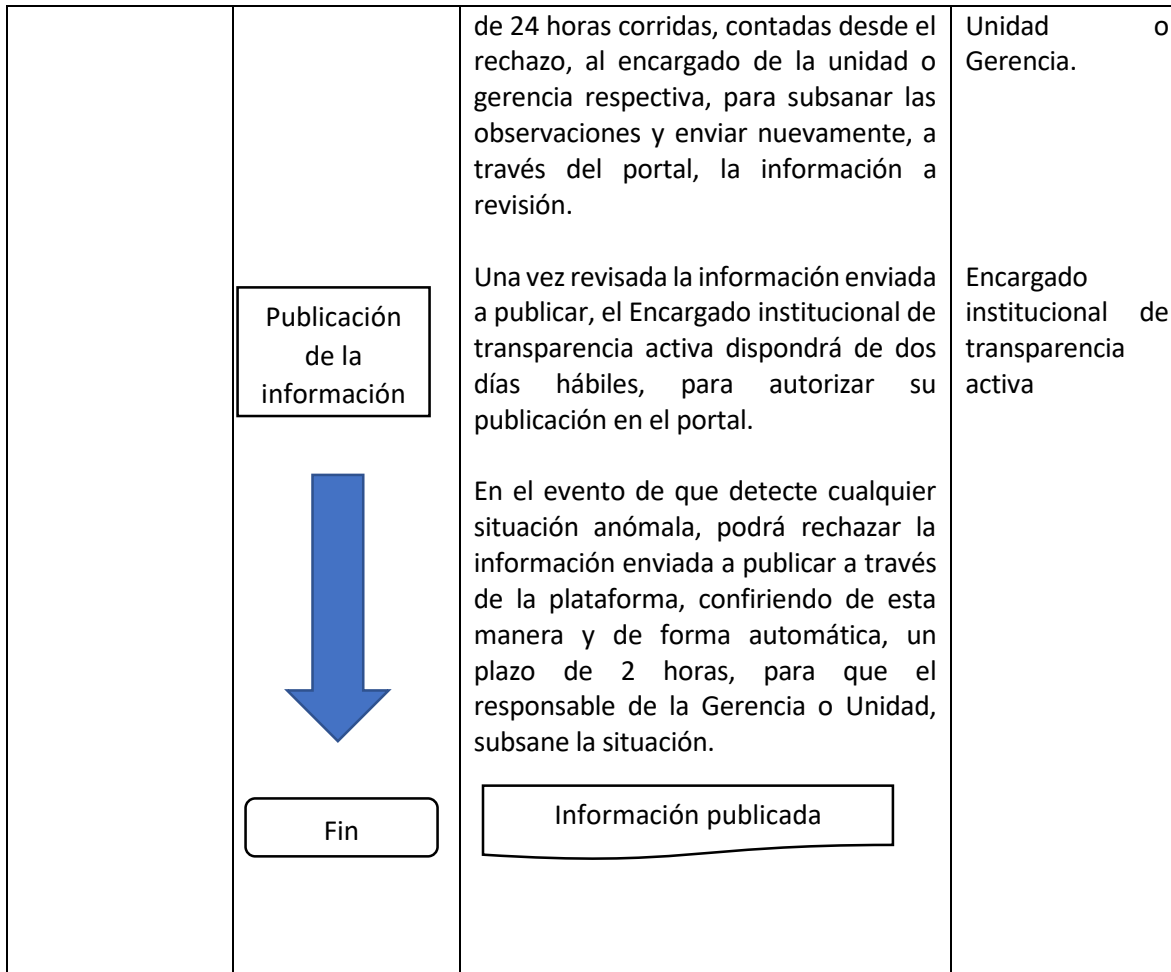 de 24 horas corridas, contadas desde el
rechazo, al encargado de la unidad o
gerencia respectiva, para subsanar las
observaciones y enviar nuevamente, a
través del portal, la información a
revisión.
Unidad o
Gerencia.
Publicación
de la
información
Una vez revisada la información enviada
a publicar, el Encargado institucional de
transparencia activa dispondrá de dos
días hábiles, para autorizar su
publicación en el portal.
Encargado
institucional de
transparencia
activa
En el evento de que detecte cualquier
situación anómala, podrá rechazar la
información enviada a publicar a través
de la plataforma, confiriendo de esta
manera y de forma automática, un
plazo de 2 horas, para que el
responsable de la Gerencia o Unidad,
subsane la situación.
Fin
Información publicada